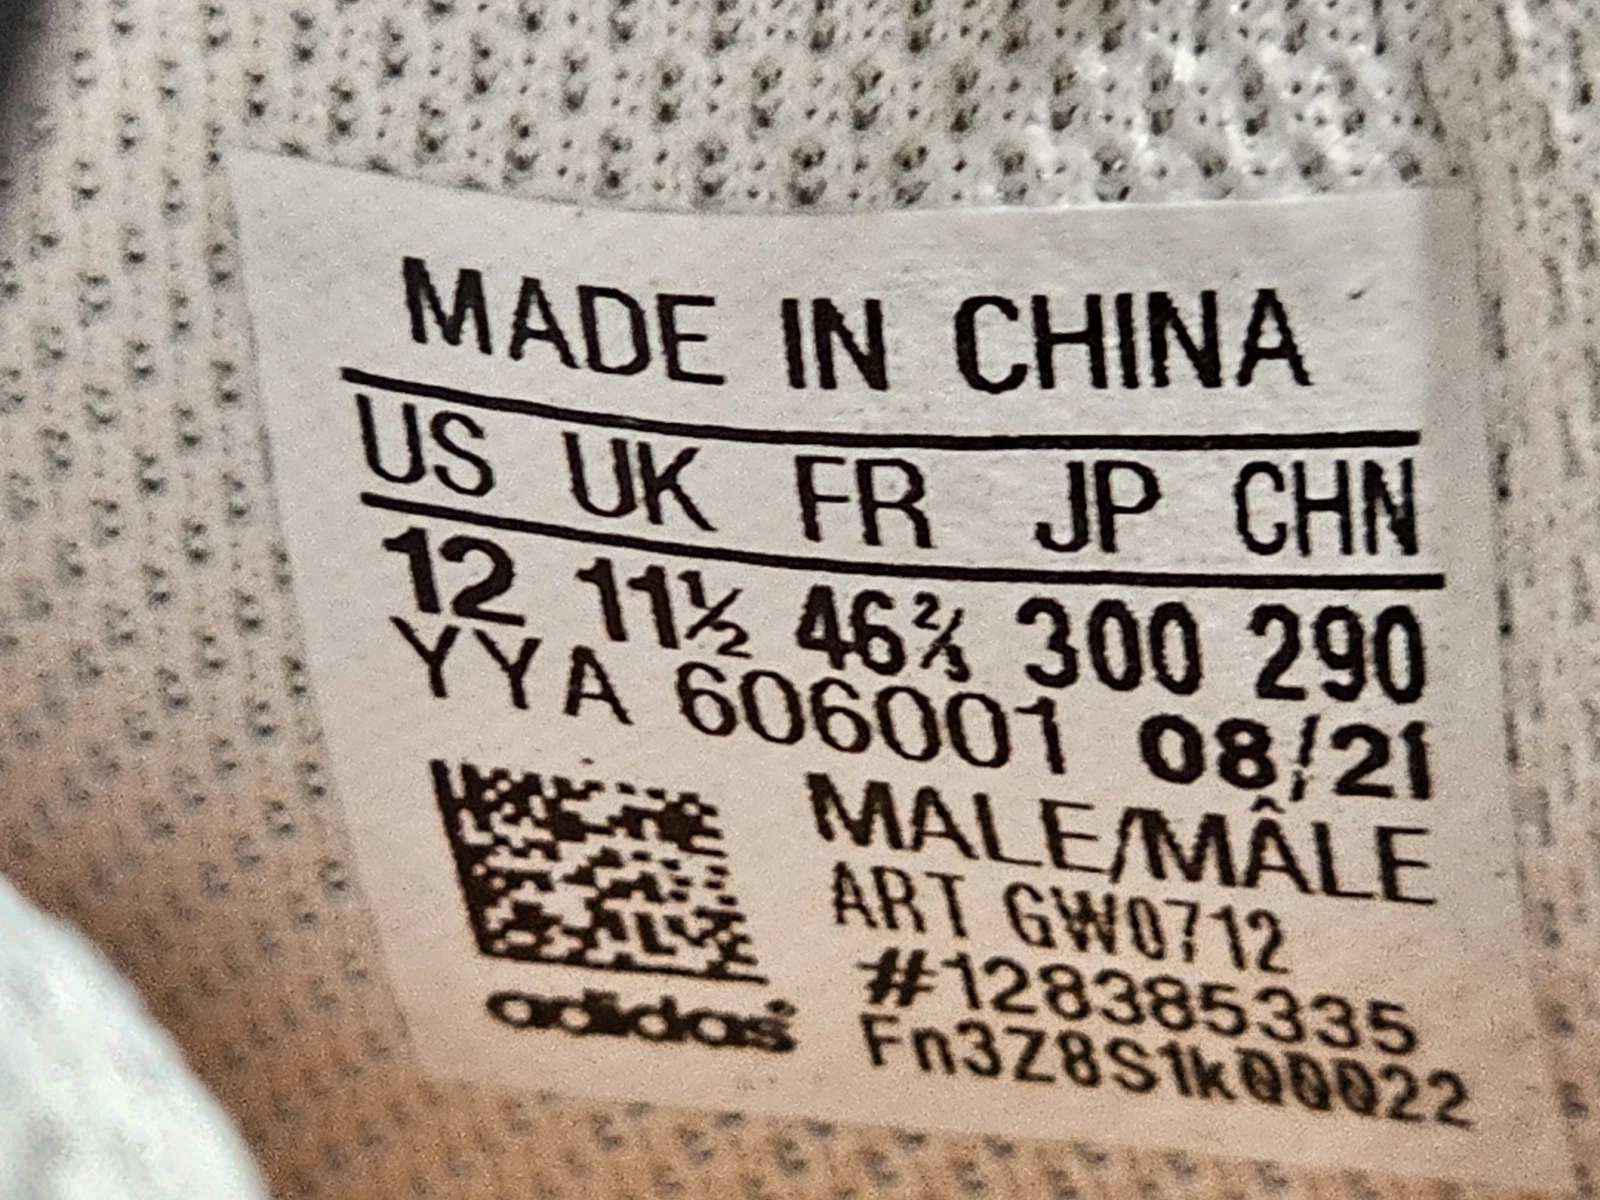 MADE IN CHINA
US UK FR JP CHN
12 11½ 46⅔ 300 290
YYA 606001 08/21
MALE/MÂLE
ART GW0712
#128385335
adidas
Fn3Z8S1k00022